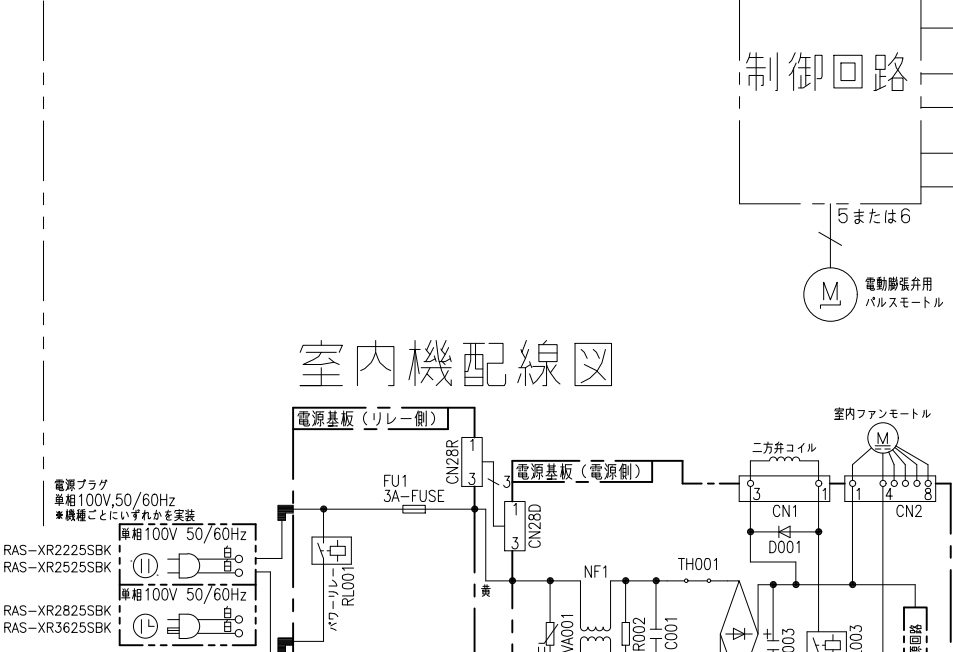 制御回路
5または6
M
電動膨張弁用
パルスモートル
室内機配線図
電源基板(リレー側)
室内ファンモートル
M
二方弁コイル
CN28R
1
3
3
電源基板(電源側)
FU1
3A-FUSE
3
1
CN1
1
4
8
CN2
電源プラグ
単相100V,50/60Hz
※機種ごとにいずれかを実装
CN28D
1
3
単相100V 50/60Hz
白
黒
RAS-XR2225SBK
RAS-XR2525SBK
パワーリレー
RL001
D001
NF1
TH001
黄
単相100V 50/60Hz
RAS-XR2825SBK
RAS-XR3625SBK
VA001
R002
C001